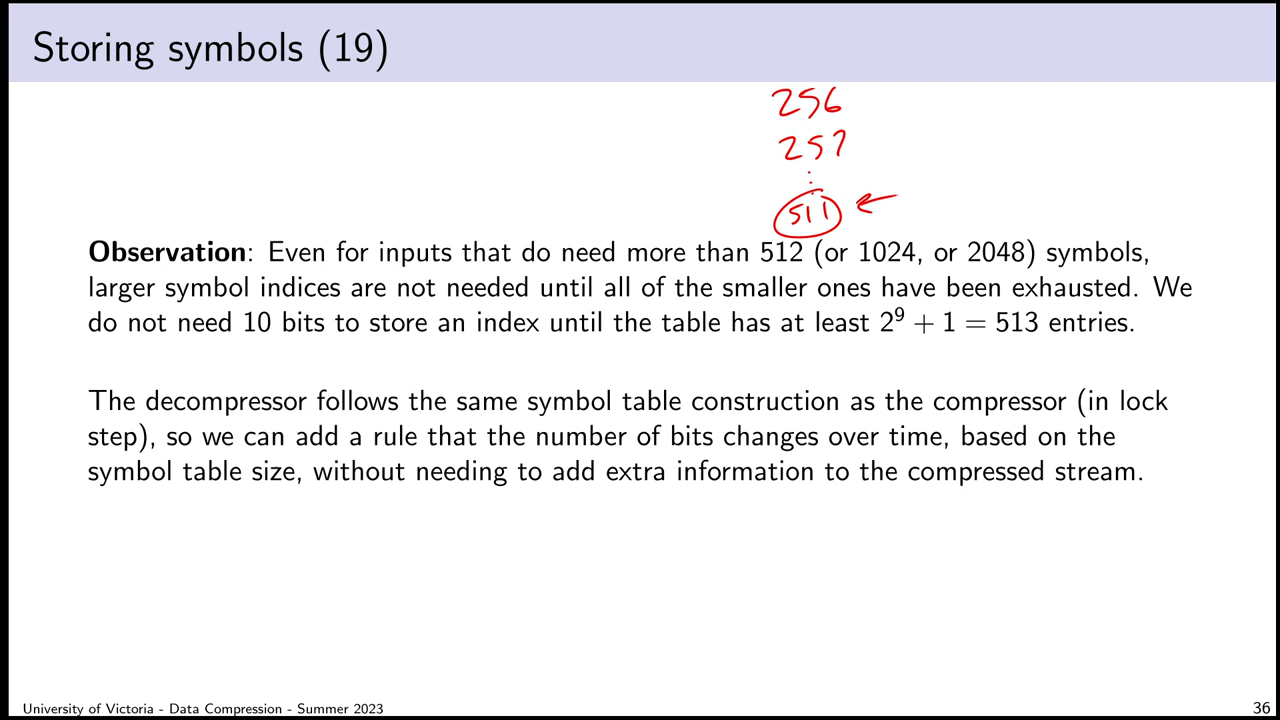 Storing symbols (19)
256
257
⋮
511 ←
Observation: Even for inputs that do need more than 512 (or 1024, or 2048) symbols,
larger symbol indices are not needed until all of the smaller ones have been exhausted. We
do not need 10 bits to store an index until the table has at least 2⁹ + 1 = 513 entries.
The decompressor follows the same symbol table construction as the compressor (in lock
step), so we can add a rule that the number of bits changes over time, based on the
symbol table size, without needing to add extra information to the compressed stream.
University of Victoria - Data Compression - Summer 2023
36